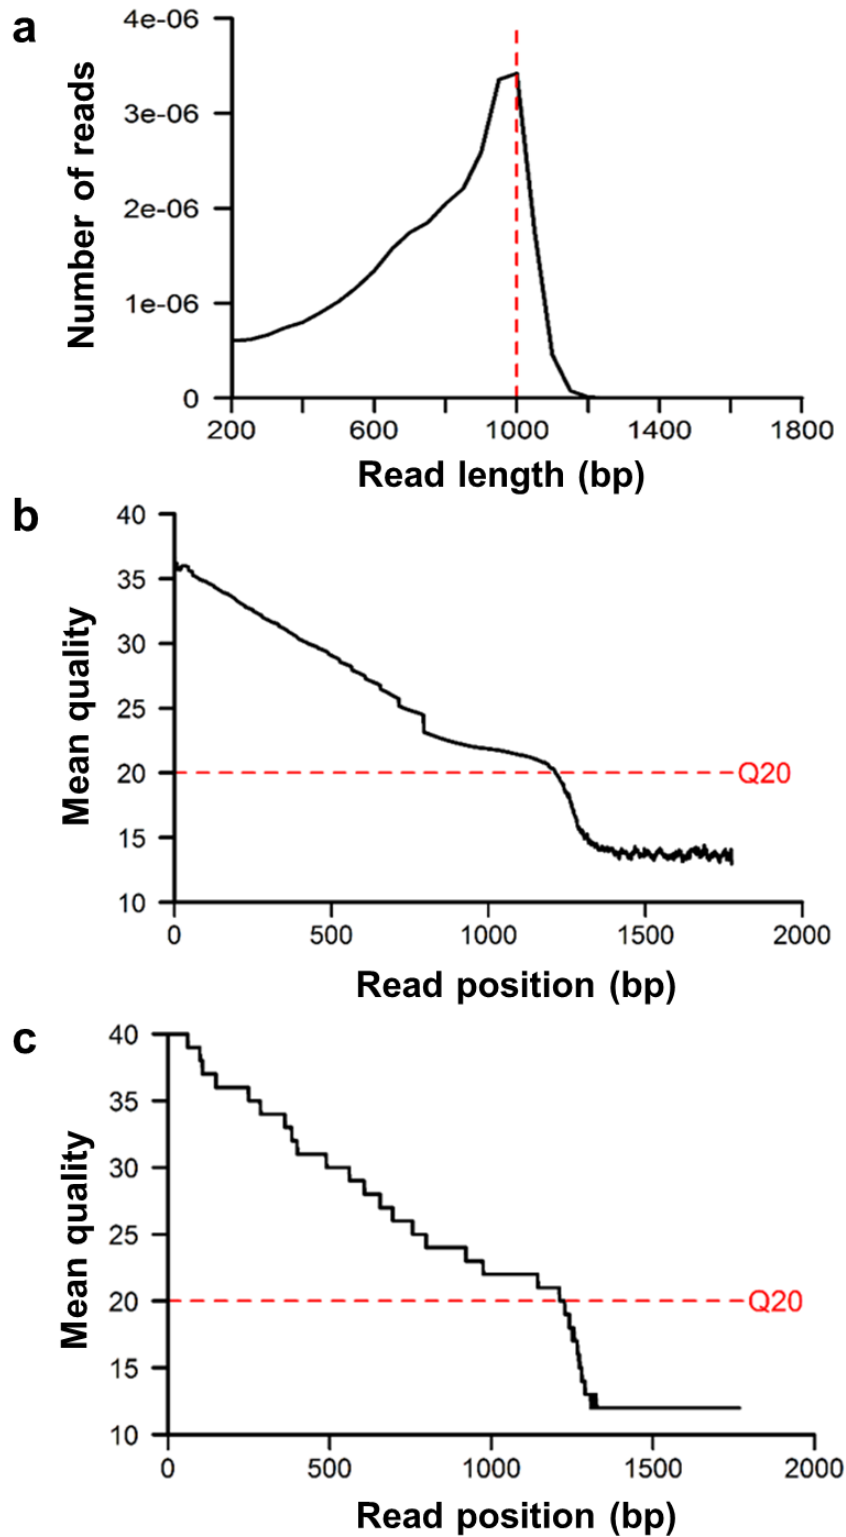 a
4e-06
3e-06
2e-06
1e-06
0
Number of reads
200 600 1000 1400 1800
Read length (bp)
b
40
35
30
25
20
15
10
Mean quality
Q20
0 500 1000 1500 2000
Read position (bp)
c
40
35
30
25
20
15
10
Mean quality
Q20
0 500 1000 1500 2000
Read position (bp)